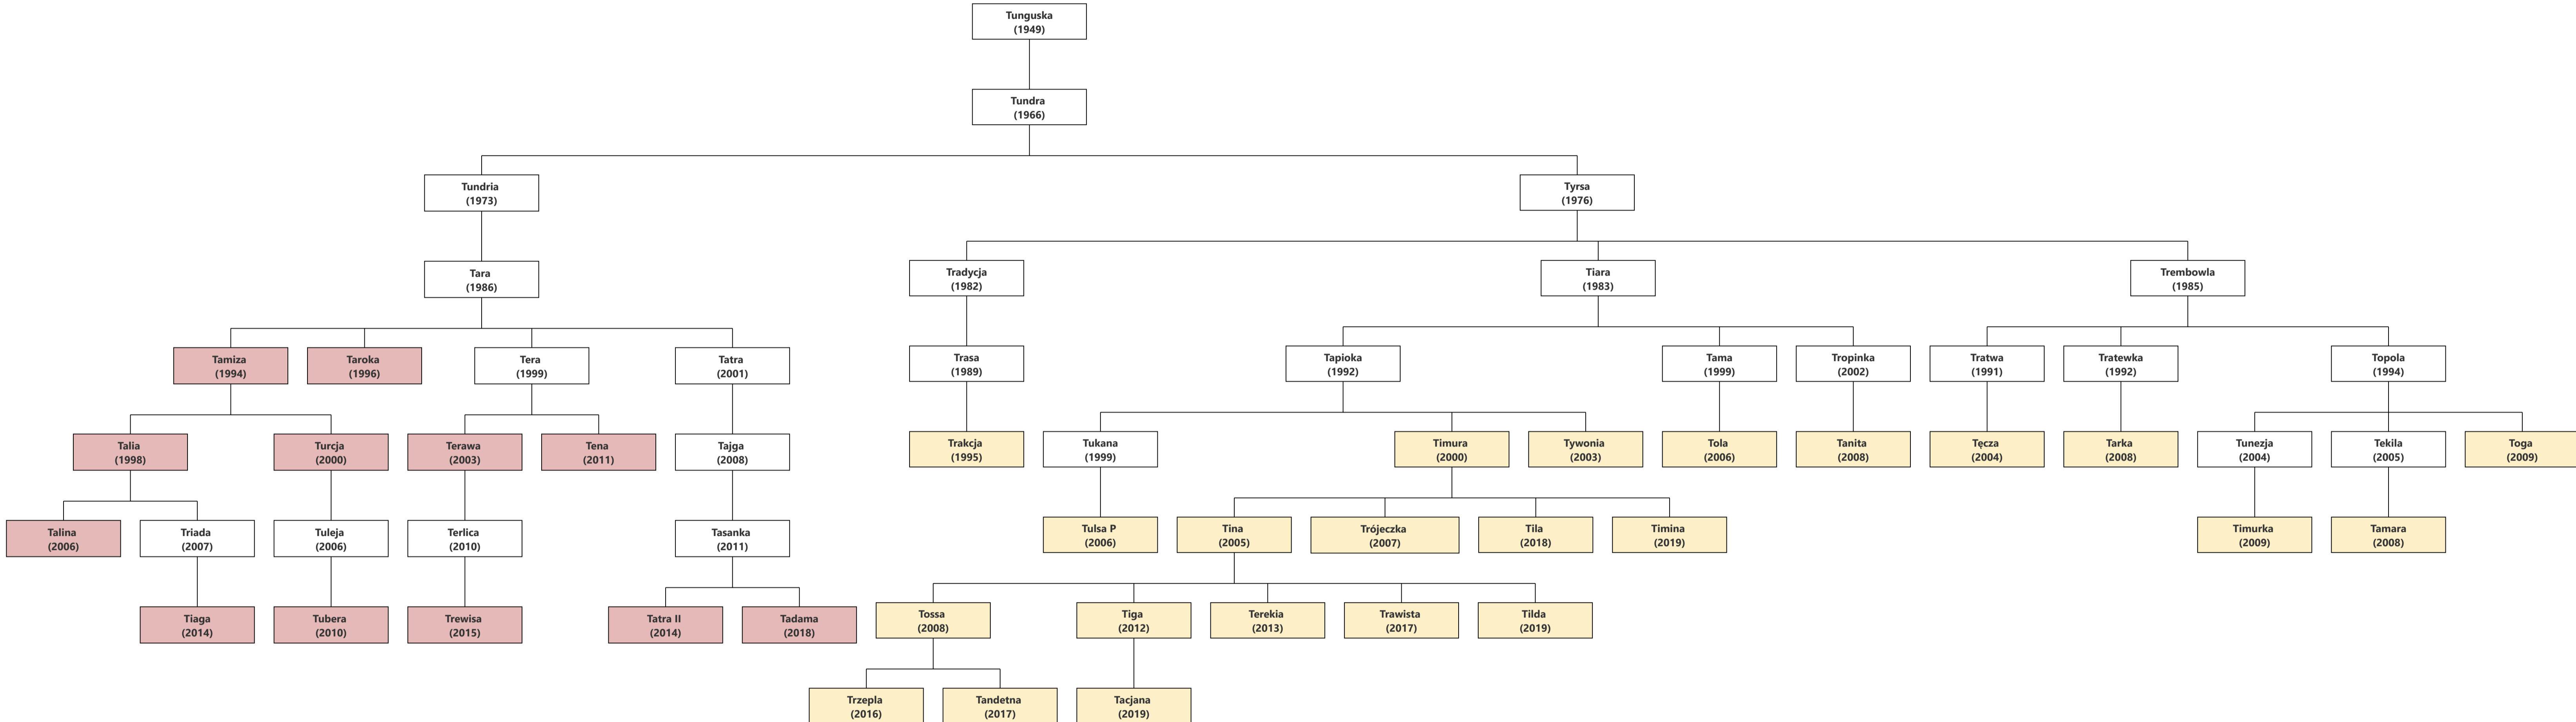 Tunguska
(1949)
Tundra
(1966)
Tundria
(1973)
Tyrsa
(1976)
Tara
(1986)
Tradycja
(1982)
Tiara
(1983)
Trembowla
(1985)
Tamiza
(1994)
Taroka
(1996)
Tera
(1999)
Tatra
(2001)
Trasa
(1989)
Tapioka
(1992)
Tama
(1999)
Tropinka
(2002)
Tratwa
(1991)
Tratewka
(1992)
Topola
(1994)
Talia
(1998)
Turcja
(2000)
Terawa
(2003)
Tena
(2011)
Tajga
(2008)
Trakcja
(1995)
Tukana
(1999)
Timura
(2000)
Tywonia
(2003)
Tola
(2006)
Tanita
(2008)
Tęcza
(2004)
Tarka
(2008)
Tunezja
(2004)
Tekila
(2005)
Toga
(2009)
Talina
(2006)
Triada
(2007)
Tuleja
(2006)
Terlica
(2010)
Tasanka
(2011)
Tulsa P
(2006)
Tina
(2005)
Trójeczka
(2007)
Tila
(2018)
Timina
(2019)
Timurka
(2009)
Tamara
(2008)
Tiaga
(2014)
Tubera
(2010)
Trewisa
(2015)
Tatra II
(2014)
Tadama
(2018)
Tossa
(2008)
Tiga
(2012)
Terekia
(2013)
Trawista
(2017)
Tilda
(2019)
Trzepla
(2016)
Tandetna
(2017)
Tacjana
(2019)